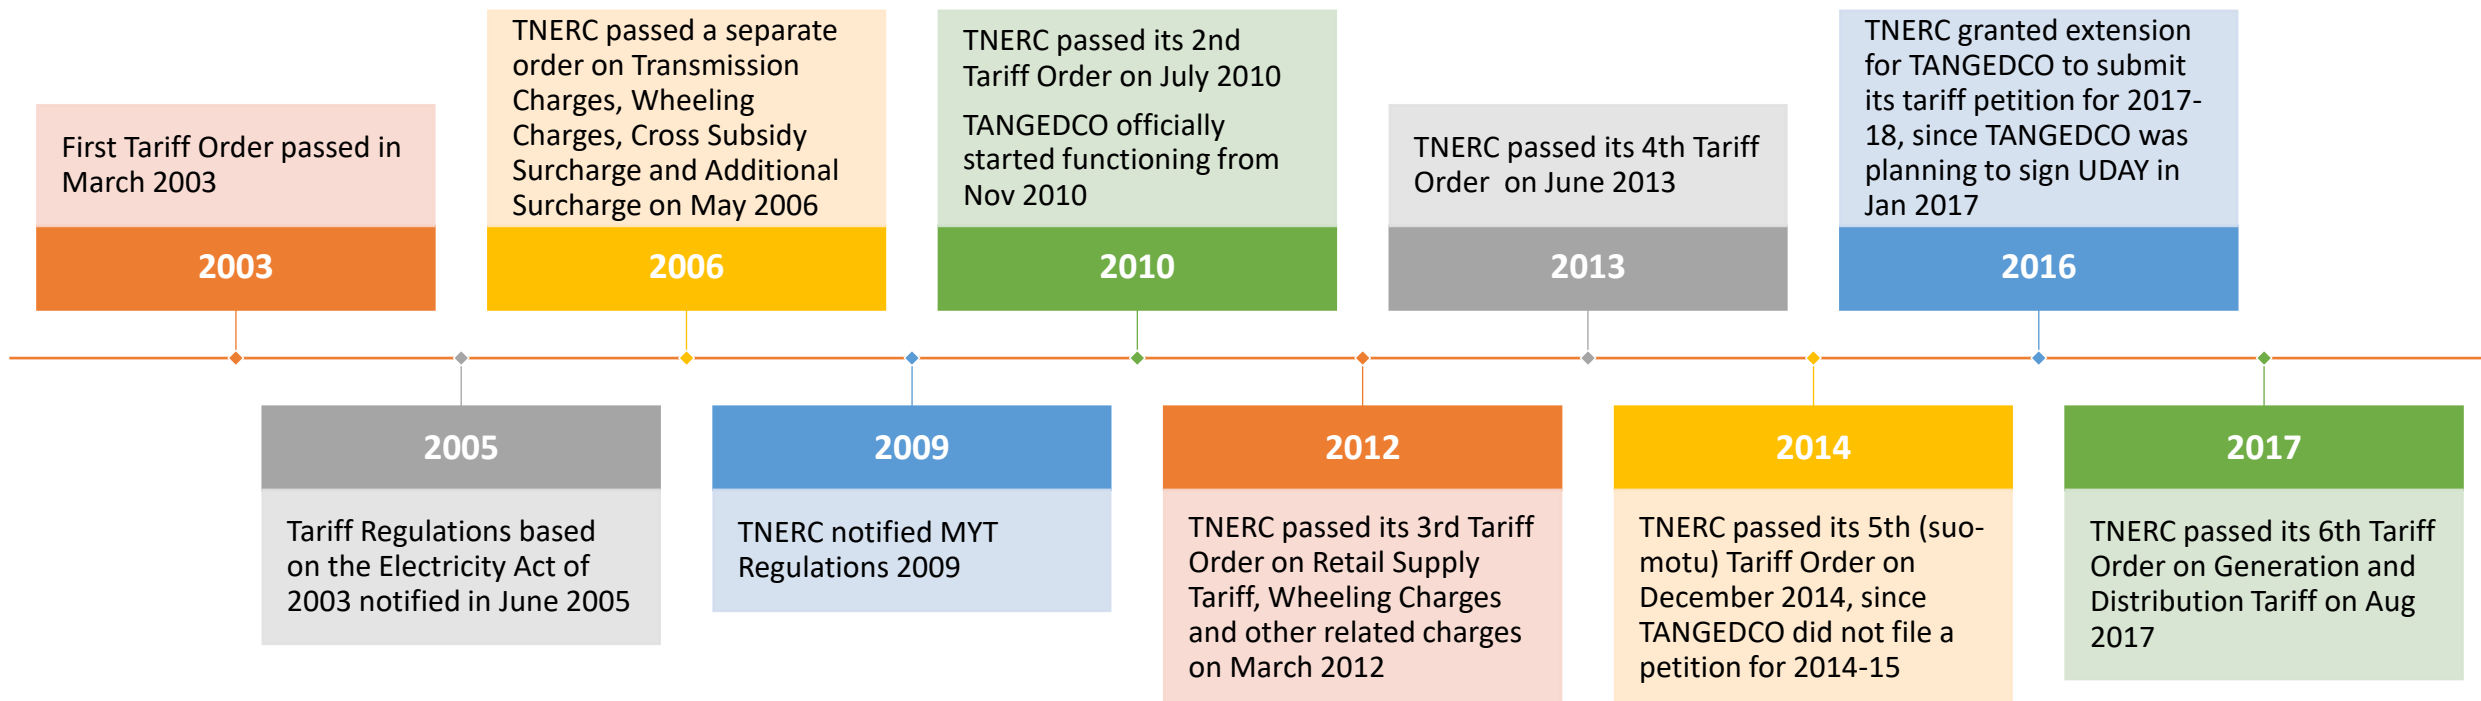 First Tariff Order passed in
March 2003
2003
Tariff Regulations based
on the Electricity Act of
2003 notified in June 2005
2005
TNERC passed a separate
order on Transmission
Charges, Wheeling
Charges, Cross Subsidy
Surcharge and Additional
Surcharge on May 2006
2006
2009
TNERC notified MYT
Regulations 2009
TNERC passed its 2nd
Tariff Order on July 2010
TANGEDCO officially
started functioning from
Nov 2010
2010
2012
TNERC passed its 3rd Tariff
Order on Retail Supply
Tariff, Wheeling Charges
and other related charges
on March 2012
TNERC passed its 4th Tariff
Order on June 2013
2013
2014
TNERC passed its 5th (suo-
motu) Tariff Order on
December 2014, since
TANGEDCO did not file a
petition for 2014-15
TNERC granted extension
for TANGEDCO to submit
its tariff petition for 2017-
18, since TANGEDCO was
planning to sign UDAY in
Jan 2017
2016
2017
TNERC passed its 6th Tariff
Order on Generation and
Distribution Tariff on Aug
2017